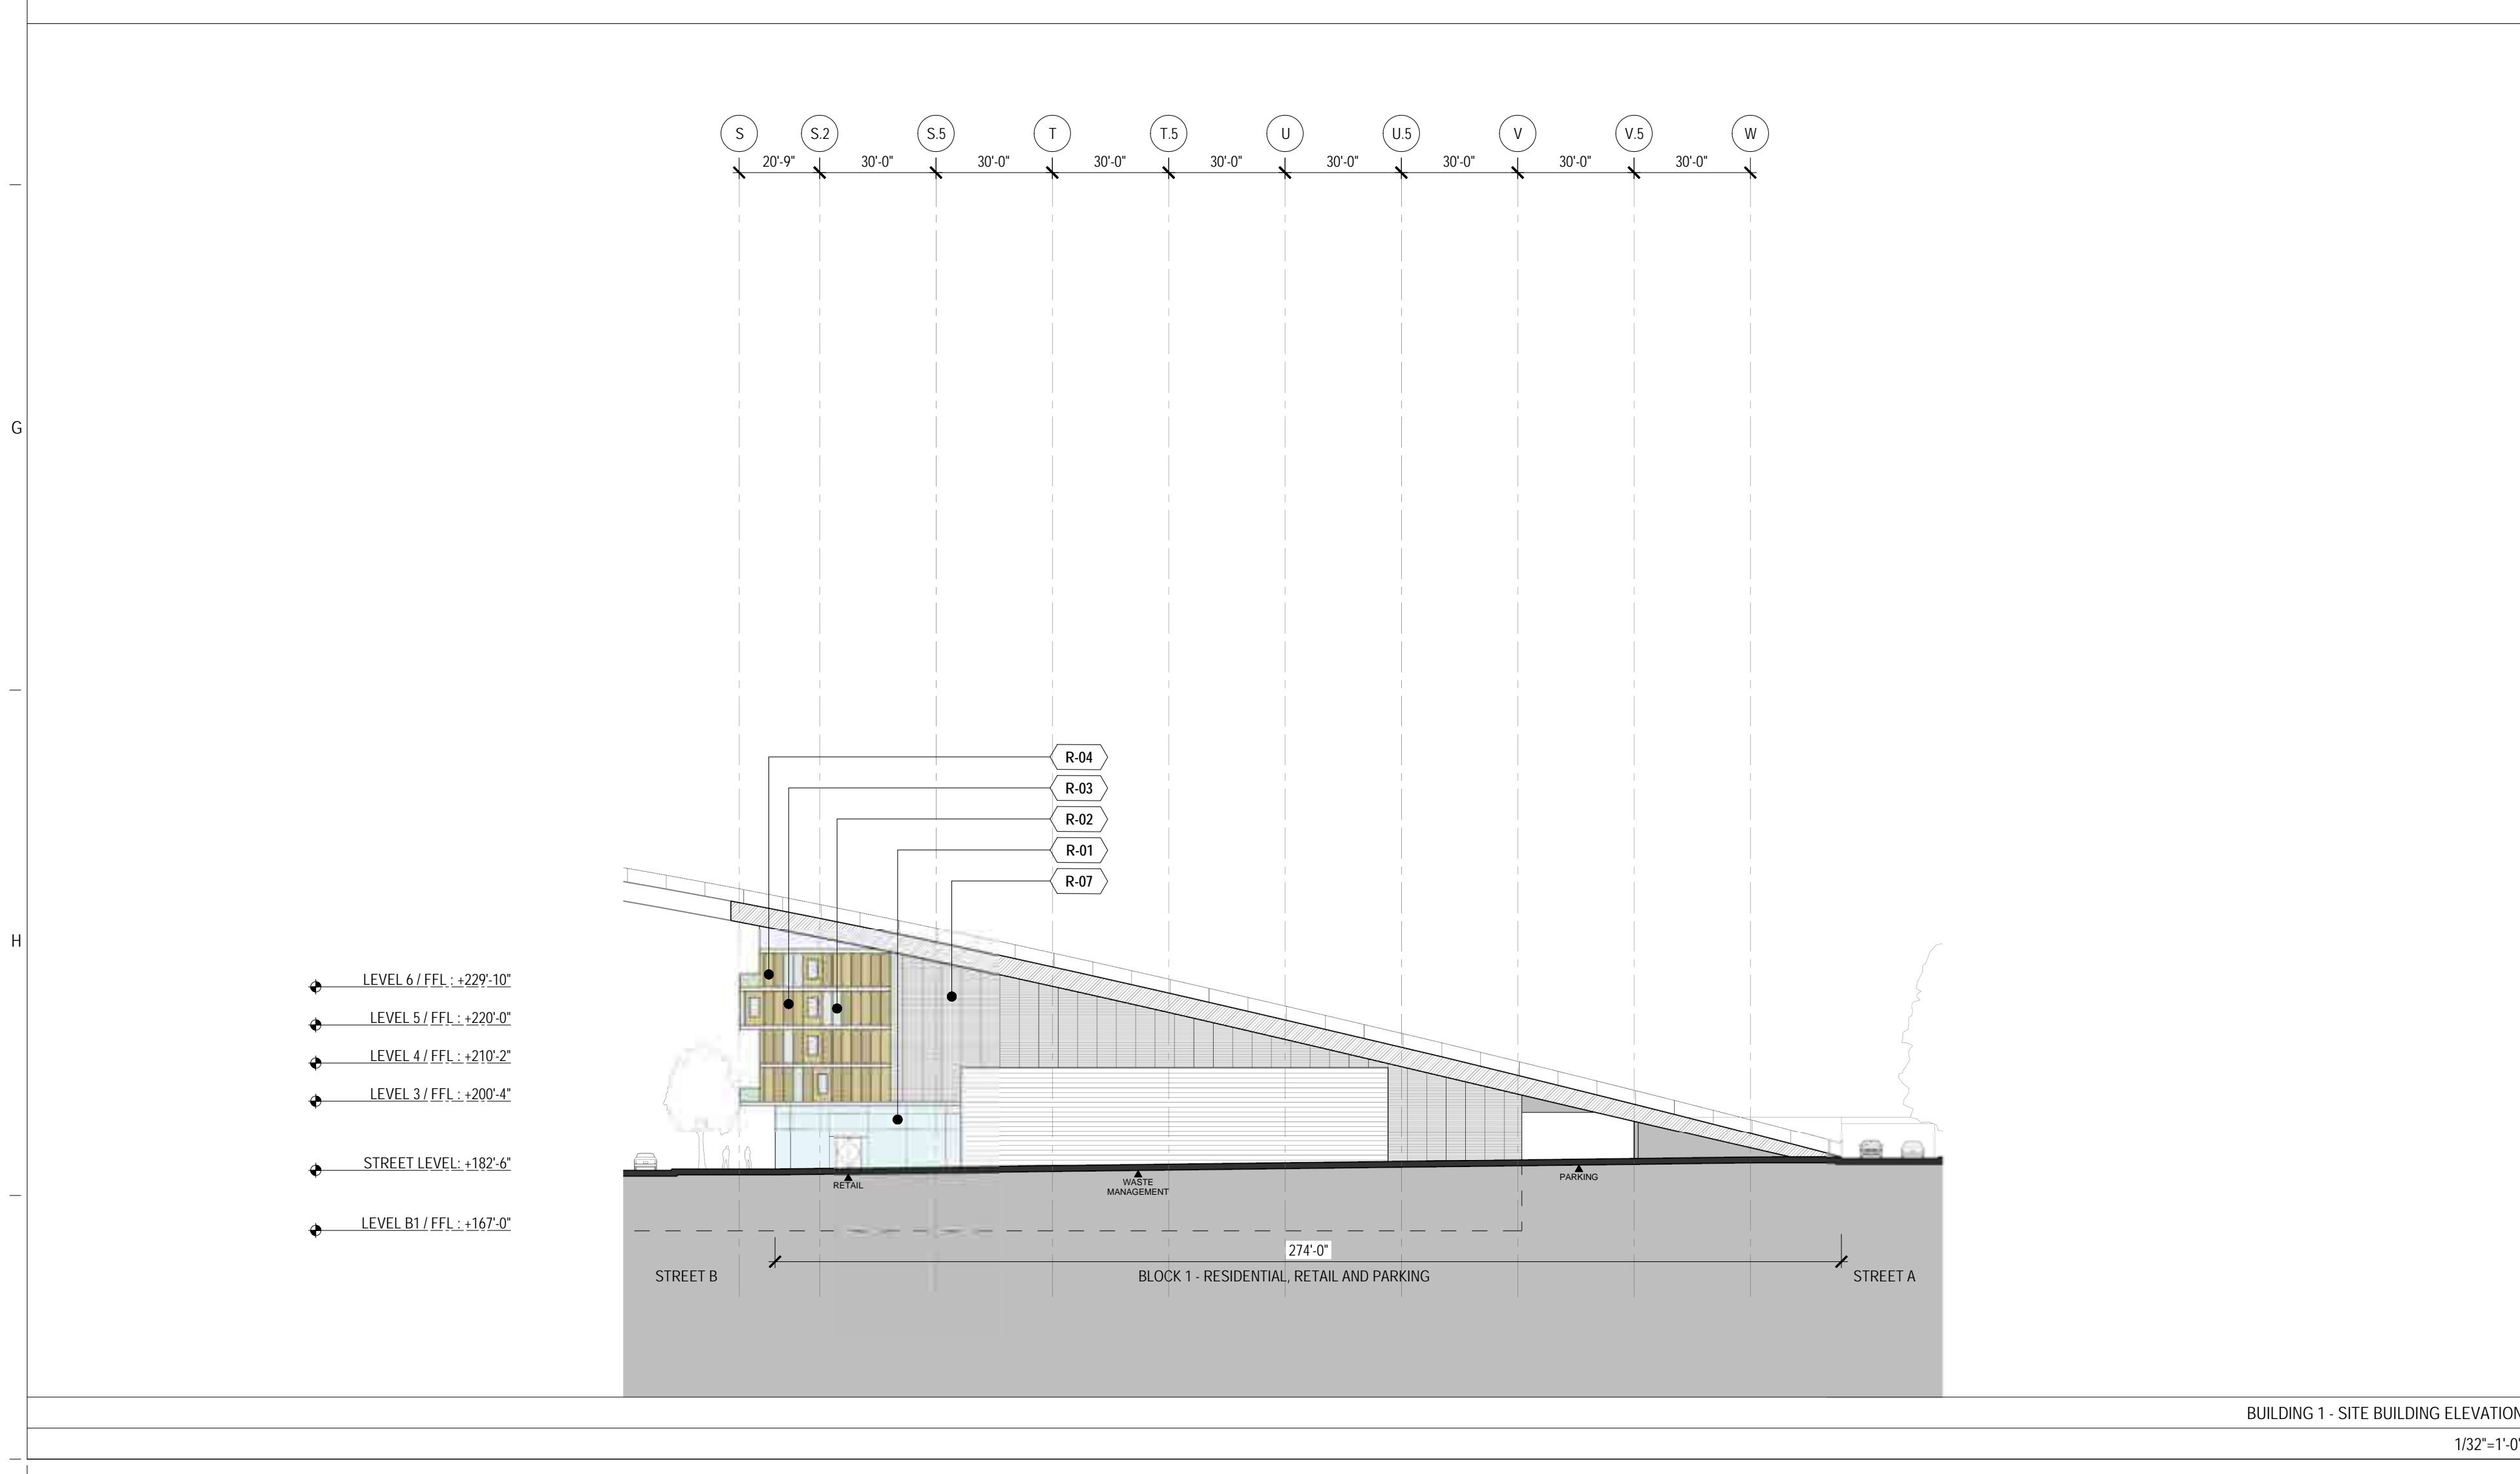 S S.2 S.5 T T.5 U U.5 V V.5 W
20'-9" 30'-0" 30'-0" 30'-0" 30'-0" 30'-0" 30'-0" 30'-0" 30'-0"
G
R-04
R-03
R-02
R-01
R-07
H
LEVEL 6 / FFL : +229'-10"
LEVEL 5 / FFL : +220'-0"
LEVEL 4 / FFL : +210'-2"
LEVEL 3 / FFL : +200'-4"
STREET LEVEL: +182'-6"
RETAIL
WASTE
MANAGEMENT
PARKING
LEVEL B1 / FFL : +167'-0"
274'-0"
STREET B
BLOCK 1 - RESIDENTIAL, RETAIL AND PARKING
STREET A
BUILDING 1 - SITE BUILDING ELEVATION
1/32"=1'-0"